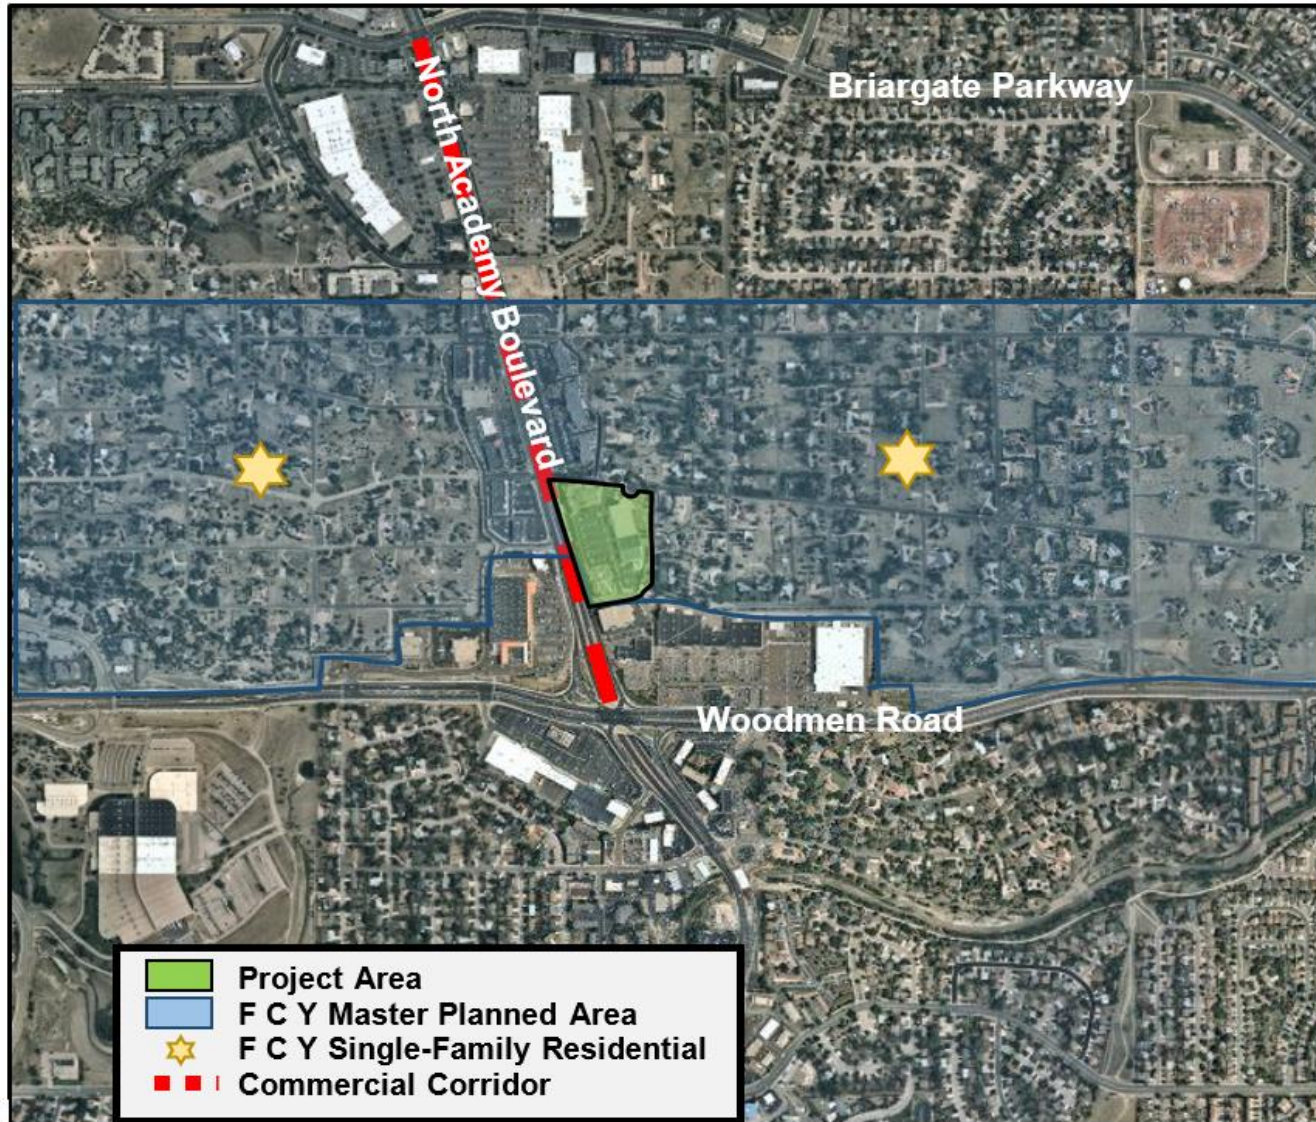 Briargate Parkway
North Academy Boulevard
Woodmen Road
Project Area
F C Y Master Planned Area
F C Y Single-Family Residential
Commercial Corridor